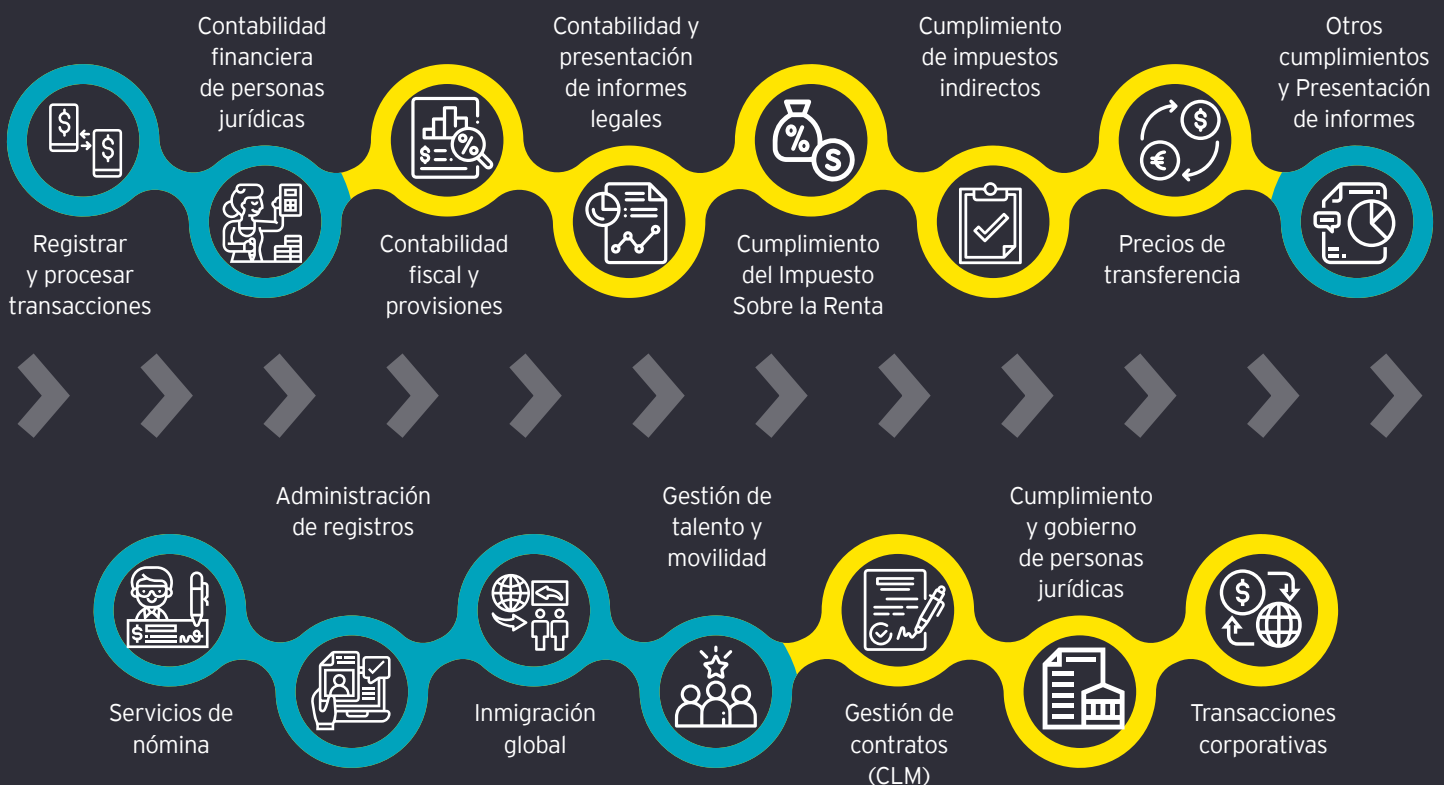 Registrar
y procesar
transacciones
Contabilidad
financiera
de personas
jurídicas
Contabilidad
fiscal y
provisiones
Contabilidad y
presentación
de informes
legales
Cumplimiento
del Impuesto
Sobre la Renta
Cumplimiento
de impuestos
indirectos
Precios de
transferencia
Otros
cumplimientos
y Presentación
de informes
Servicios de
nómina
Administración
de registros
Inmigración
global
Gestión de
talento y
movilidad
Gestión de
contratos
(CLM)
Cumplimiento
y gobierno
de personas
jurídicas
Transacciones
corporativas